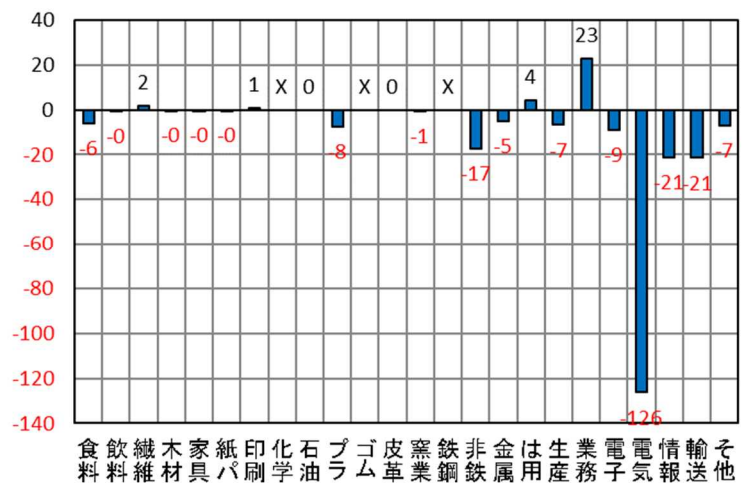 40
20
0
-20
-40
-60
-80
-100
-120
-140
-6
-0
2
-0
-0
-0
1
X
0
-8
X
0
-1
X
-17
-5
4
-7
23
-9
-126
-21
-21
-7
食料
飲料
繊維
木材
家具
紙パ
印刷
化学
石油
プラ
ゴム
皮革
窯業
鉄鋼
非鉄
金属
は用
生産
業務
電子
電気
情報
輸送
その他